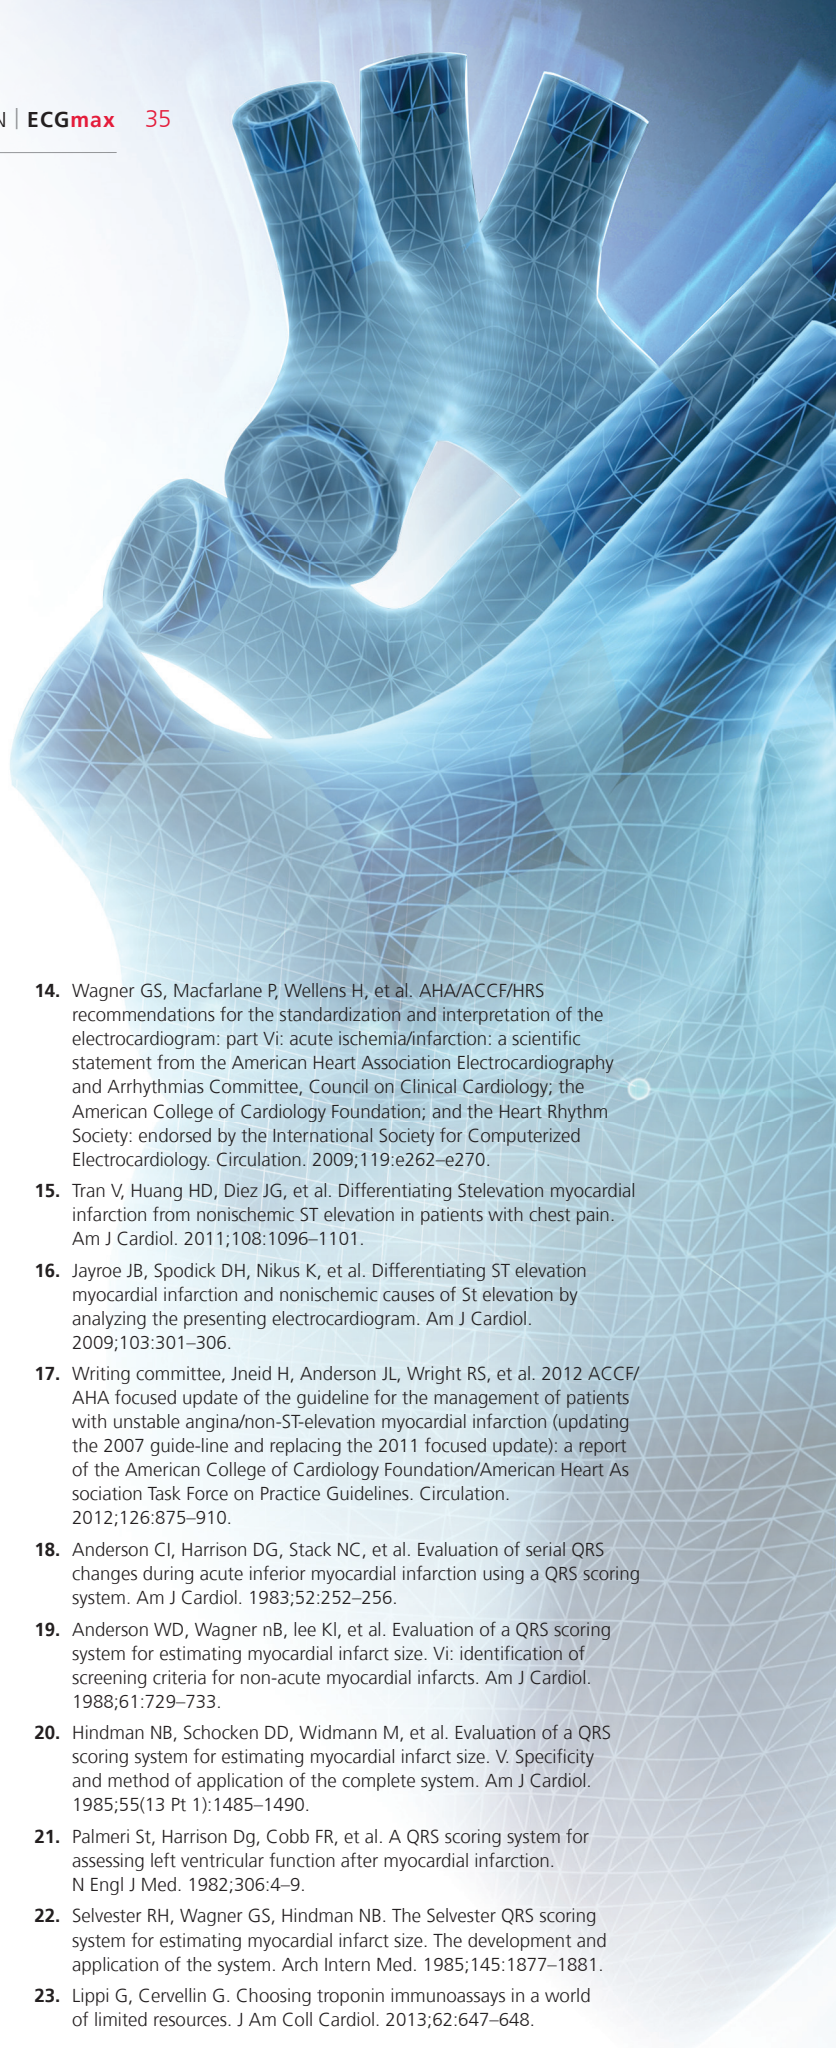 N | ECGmax 35
14. Wagner GS, Macfarlane P, Wellens H, et al. AHA/ACCF/HRS
recommendations for the standardization and interpretation of the
electrocardiogram: part Vi: acute ischemia/infarction: a scientific
statement from the American Heart Association Electrocardiography
and Arrhythmias Committee, Council on Clinical Cardiology; the
American College of Cardiology Foundation; and the Heart Rhythm
Society: endorsed by the International Society for Computerized
Electrocardiology. Circulation. 2009;119:e262–e270.
15. Tran V, Huang HD, Diez JG, et al. Differentiating Stelevation myocardial
infarction from nonischemic ST elevation in patients with chest pain.
Am J Cardiol. 2011;108:1096–1101.
16. Jayroe JB, Spodick DH, Nikus K, et al. Differentiating ST elevation
myocardial infarction and nonischemic causes of St elevation by
analyzing the presenting electrocardiogram. Am J Cardiol.
2009;103:301–306.
17. Writing committee, Jneid H, Anderson JL, Wright RS, et al. 2012 ACCF/
AHA focused update of the guideline for the management of patients
with unstable angina/non-ST-elevation myocardial infarction (updating
the 2007 guide-line and replacing the 2011 focused update): a report
of the American College of Cardiology Foundation/American Heart As
sociation Task Force on Practice Guidelines. Circulation.
2012;126:875–910.
18. Anderson CI, Harrison DG, Stack NC, et al. Evaluation of serial QRS
changes during acute inferior myocardial infarction using a QRS scoring
system. Am J Cardiol. 1983;52:252–256.
19. Anderson WD, Wagner nB, lee Kl, et al. Evaluation of a QRS scoring
system for estimating myocardial infarct size. Vi: identification of
screening criteria for non-acute myocardial infarcts. Am J Cardiol.
1988;61:729–733.
20. Hindman NB, Schocken DD, Widmann M, et al. Evaluation of a QRS
scoring system for estimating myocardial infarct size. V. Specificity
and method of application of the complete system. Am J Cardiol.
1985;55(13 Pt 1):1485–1490.
21. Palmeri St, Harrison Dg, Cobb FR, et al. A QRS scoring system for
assessing left ventricular function after myocardial infarction.
N Engl J Med. 1982;306:4–9.
22. Selvester RH, Wagner GS, Hindman NB. The Selvester QRS scoring
system for estimating myocardial infarct size. The development and
application of the system. Arch Intern Med. 1985;145:1877–1881.
23. Lippi G, Cervellin G. Choosing troponin immunoassays in a world
of limited resources. J Am Coll Cardiol. 2013;62:647–648.